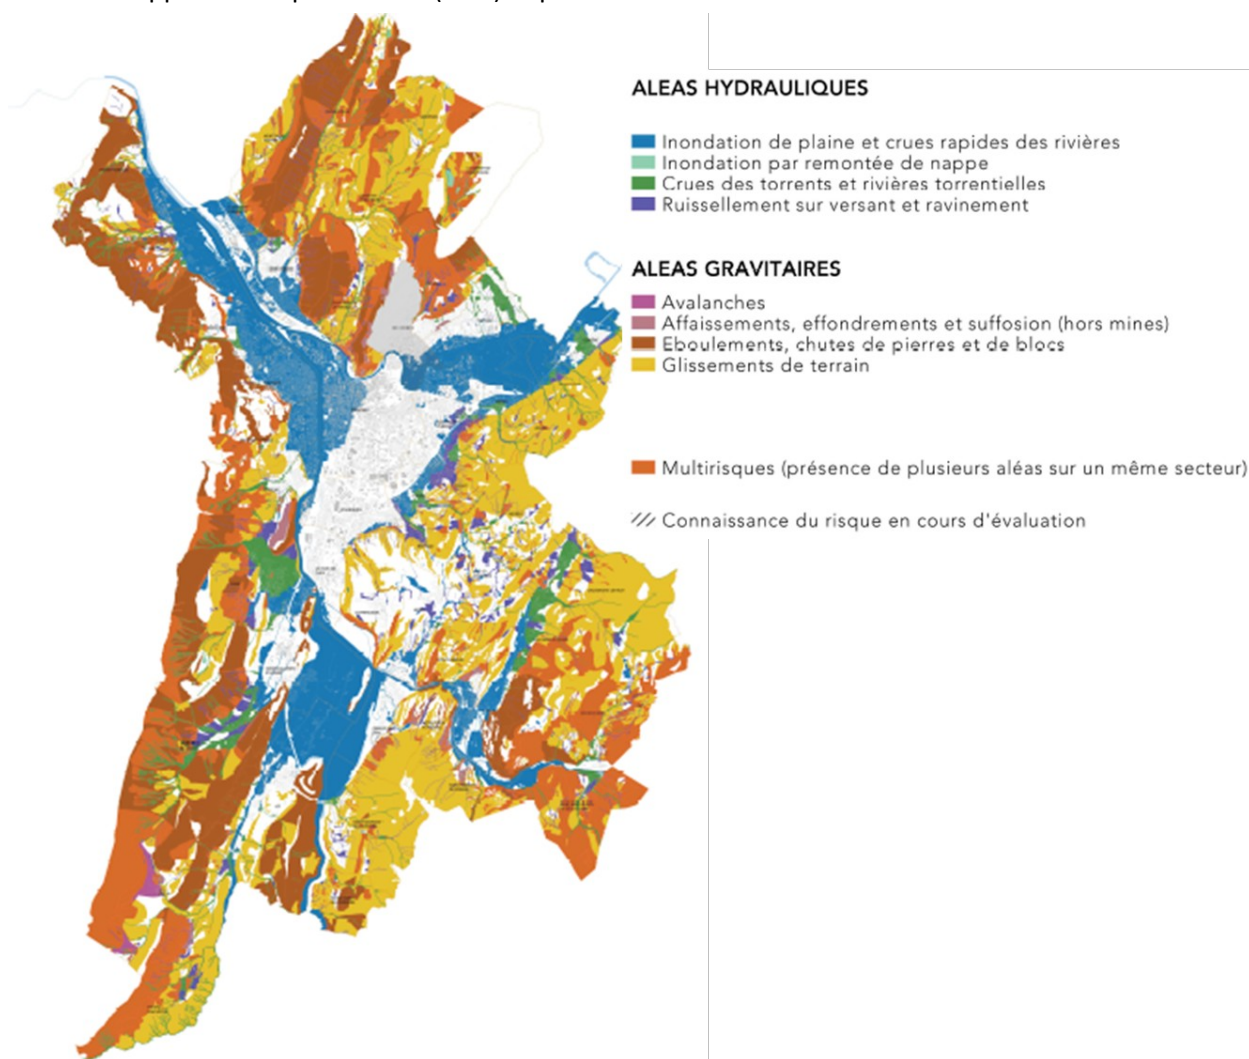 ALEAS HYDRAULIQUES
Inondation de plaine et crues rapides des rivières
Inondation par remontée de nappe
Crues des torrents et rivières torrentielles
Ruissellement sur versant et ravinement
ALEAS GRAVITAIRES
Avalanches
Affaissements, effondrements et suffosion (hors mines)
Eboulements, chutes de pierres et de blocs
Glissements de terrain
Multirisques (présence de plusieurs aléas sur un même secteur)
Connaissance du risque en cours d'évaluation